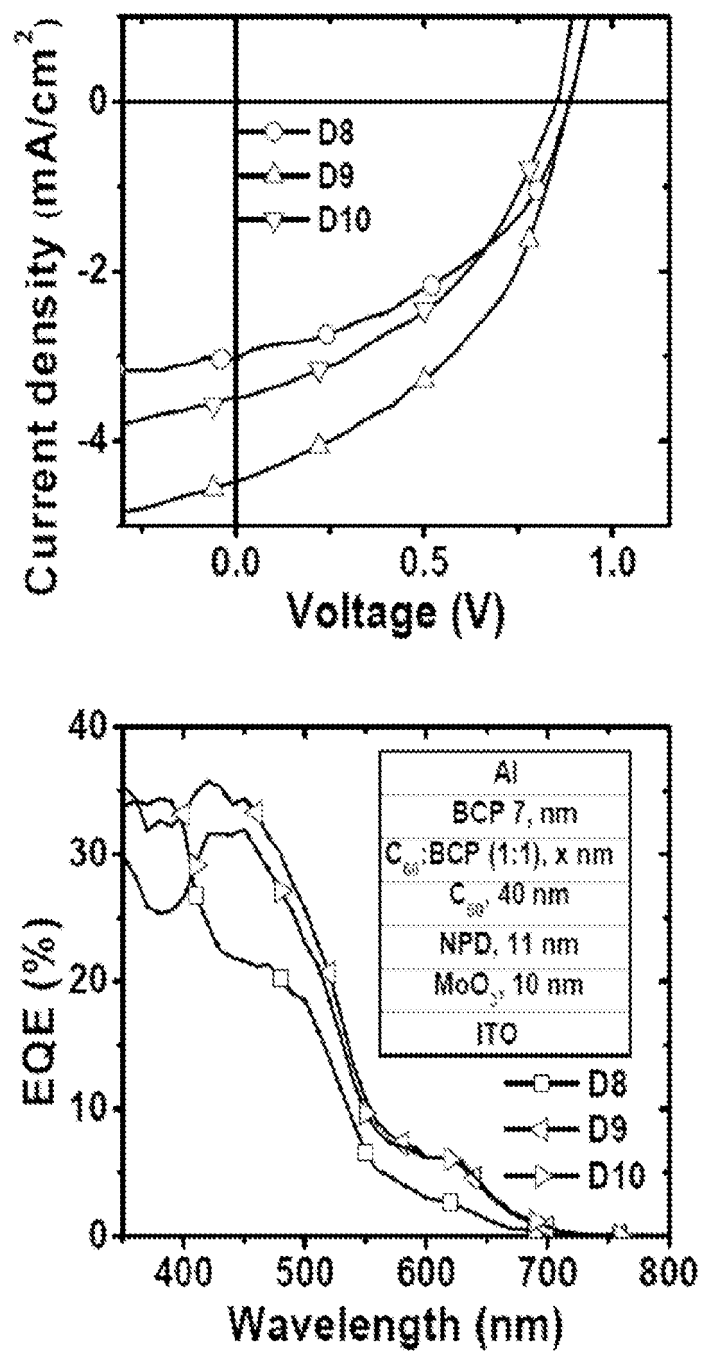 Current density (mA/cm²)
0
-2
-4
D8
D9
D10
0.0 0.5 1.0
Voltage (V)
EQE (%)
40
30
20
10
0
Al
BCP 7, nm
C₆₀:BCP (1:1), x nm
C₆₀, 40 nm
NPD, 11 nm
MoO₃, 10 nm
ITO
D8
D9
D10
400 500 600 700 800
Wavelength (nm)